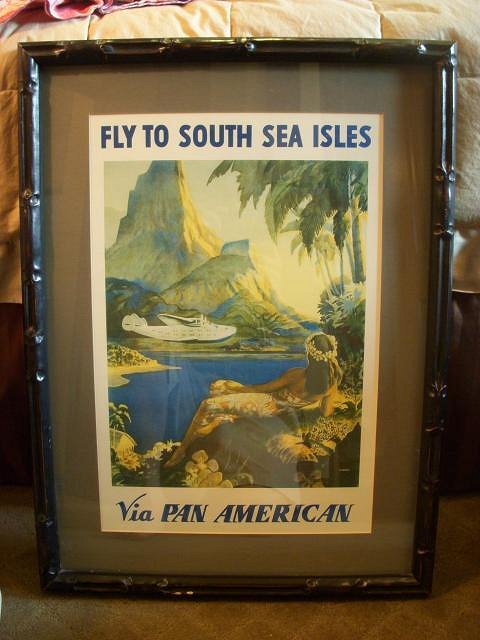 FLY TO SOUTH SEA ISLES
Via PAN AMERICAN